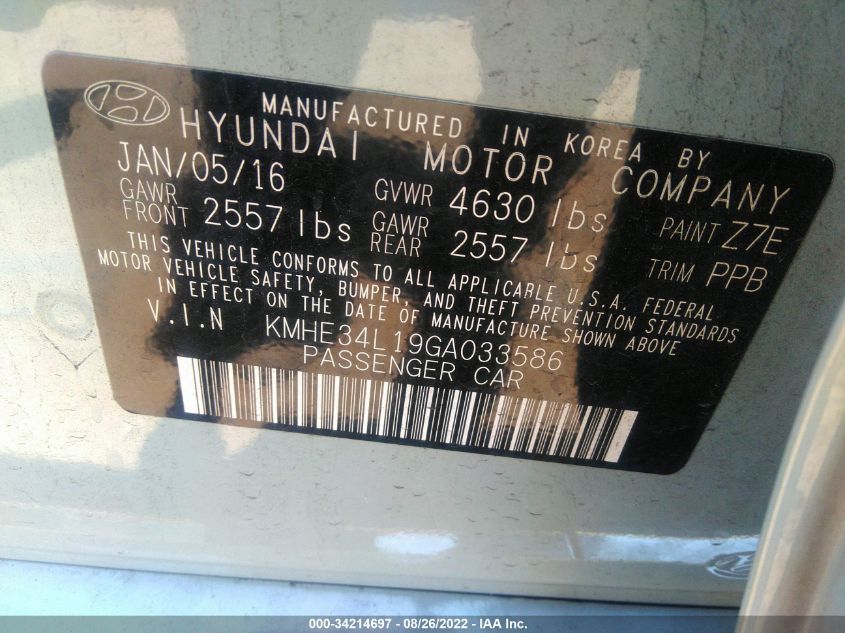 MANUFACTURED IN KOREA BY
HYUNDAI MOTOR COMPANY
JAN/05/16 GVWR 4630 lbs PAINT Z7E
GAWR FRONT 2557 lbs GAWR REAR 2557 lbs TRIM PPB
THIS VEHICLE CONFORMS TO ALL APPLICABLE U.S.A. FEDERAL
MOTOR VEHICLE SAFETY, BUMPER, AND THEFT PREVENTION STANDARDS
IN EFFECT ON THE DATE OF MANUFACTURE SHOWN ABOVE
V.I.N KMHE34L19GA033586
PASSENGER CAR
000-34214697 - 08/26/2022 - IAA Inc.